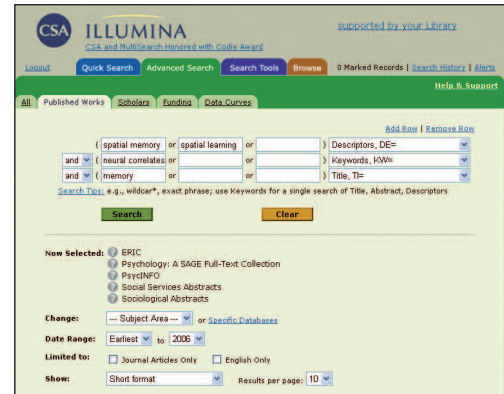 CSA ILLUMINA
supported by your Library
CSA and MultiSearch Honored with Codie Award
Logout Quick Search Advanced Search Search Tools Browse 0 Marked Records | Search History | Alerts
Help & Support
All Published Works Scholars Funding Data Curves
Add Row | Remove Row
( spatial memory or spatial learning or ) Descriptors, DE=
and ( neural correlates or or ) Keywords, KW=
and ( memory or or ) Title, TI=
Search Tips: e.g., wildcar*, exact phrase; use Keywords for a single search of Title, Abstract, Descriptors
Search Clear
Now Selected: ERIC
Psychology: A SAGE Full-Text Collection
PsycINFO
Social Services Abstracts
Sociological Abstracts
Change: --- Subject Area --- or Specific Databases
Date Range: Earliest to 2006
Limited to: Journal Articles Only English Only
Show: Short format Results per page: 10